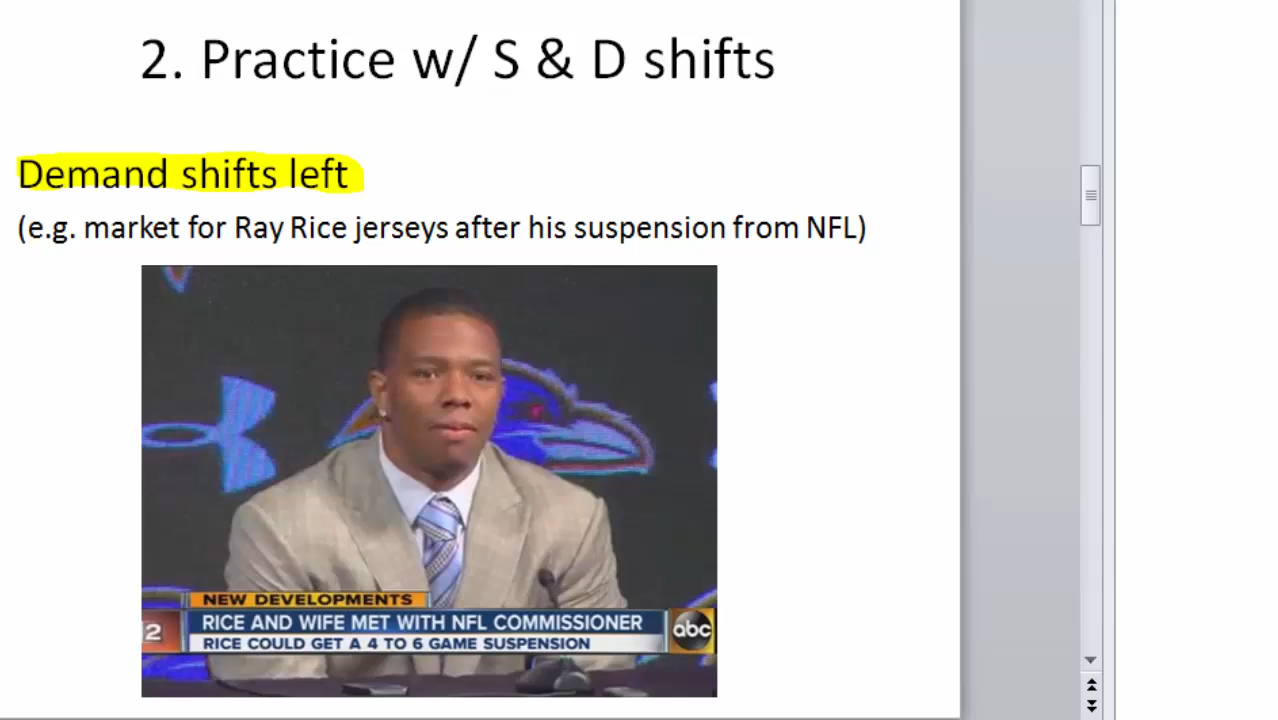 2. Practice w/ S & D shifts
Demand shifts left
(e.g. market for Ray Rice jerseys after his suspension from NFL)
NEW DEVELOPMENTS
2
RICE AND WIFE MET WITH NFL COMMISSIONER
RICE COULD GET A 4 TO 6 GAME SUSPENSION
abc